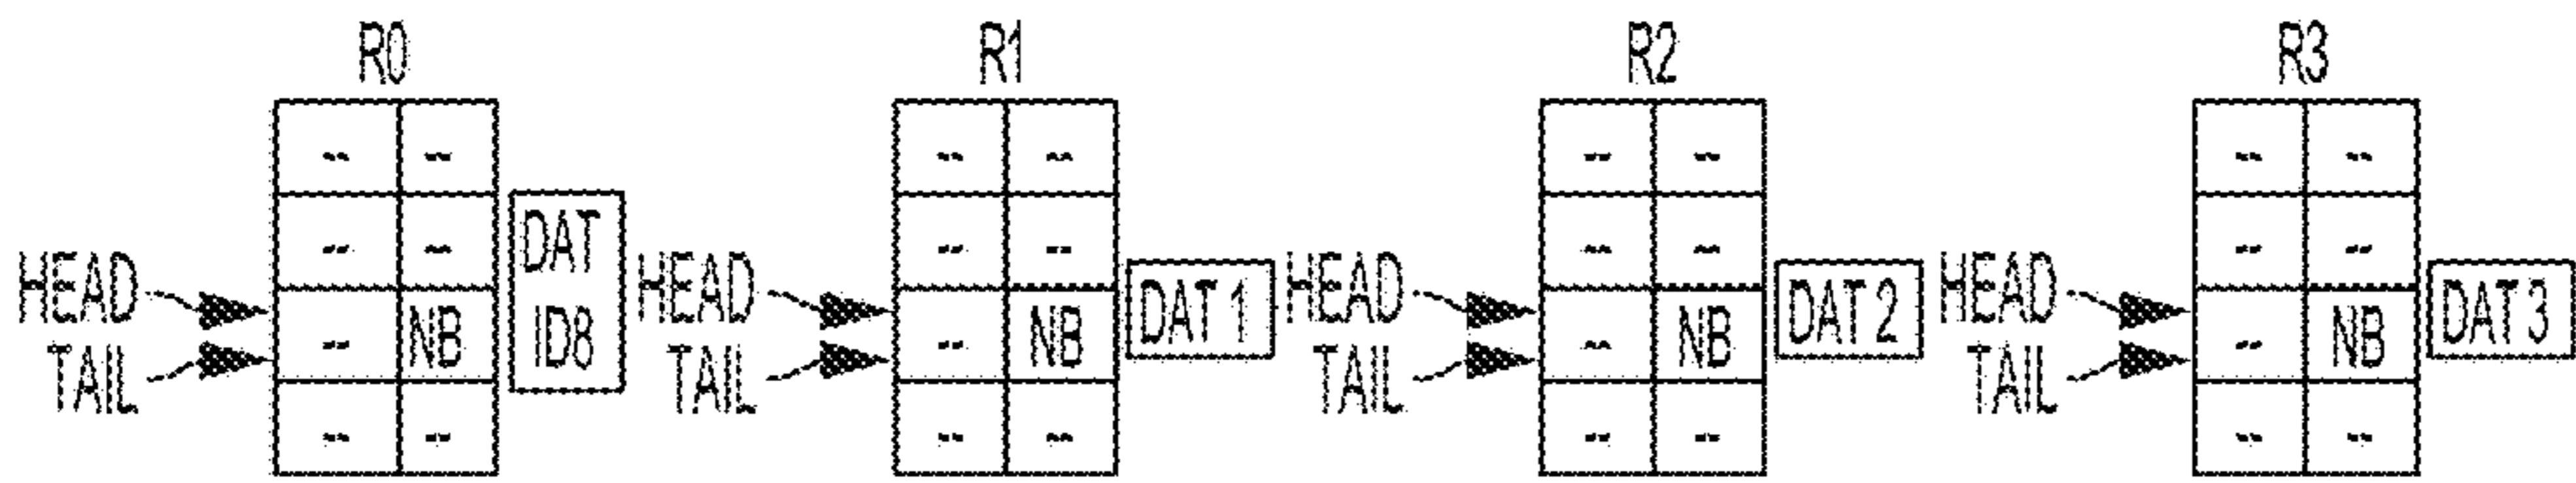 R0 R1 R2 R3
-- -- -- -- -- -- -- --
-- -- DAT -- -- -- -- -- --
HEAD HEAD HEAD HEAD
-- NB ID8 -- NB DAT 1 -- NB DAT 2 -- NB DAT 3
TAIL TAIL TAIL TAIL
-- -- -- -- -- -- -- --